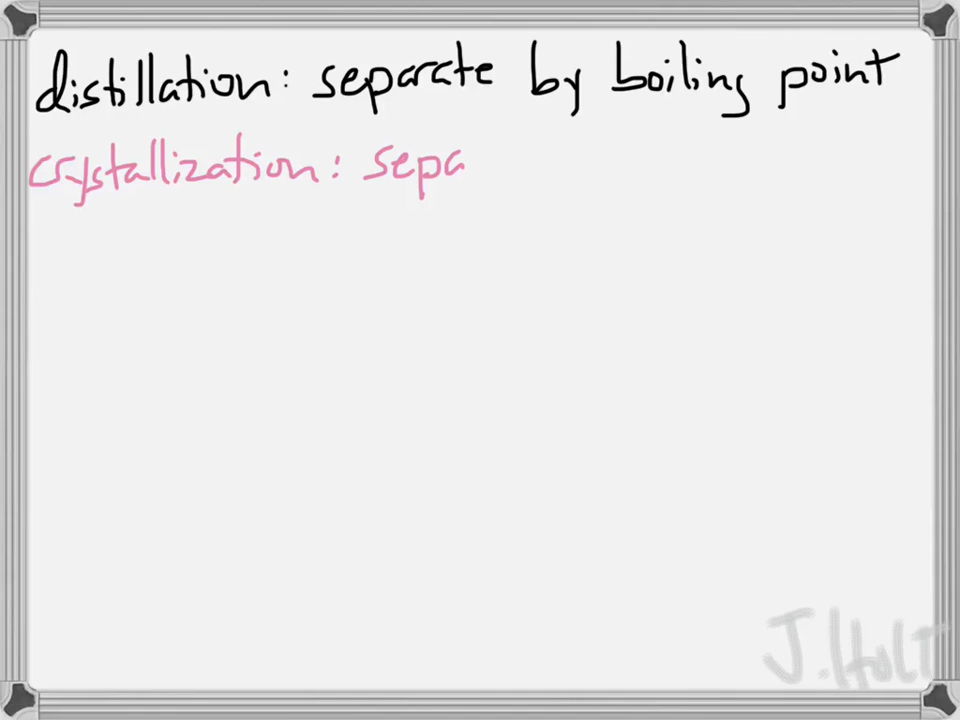 distillation: separate by boiling point
crystallization: sepa
J. Holt